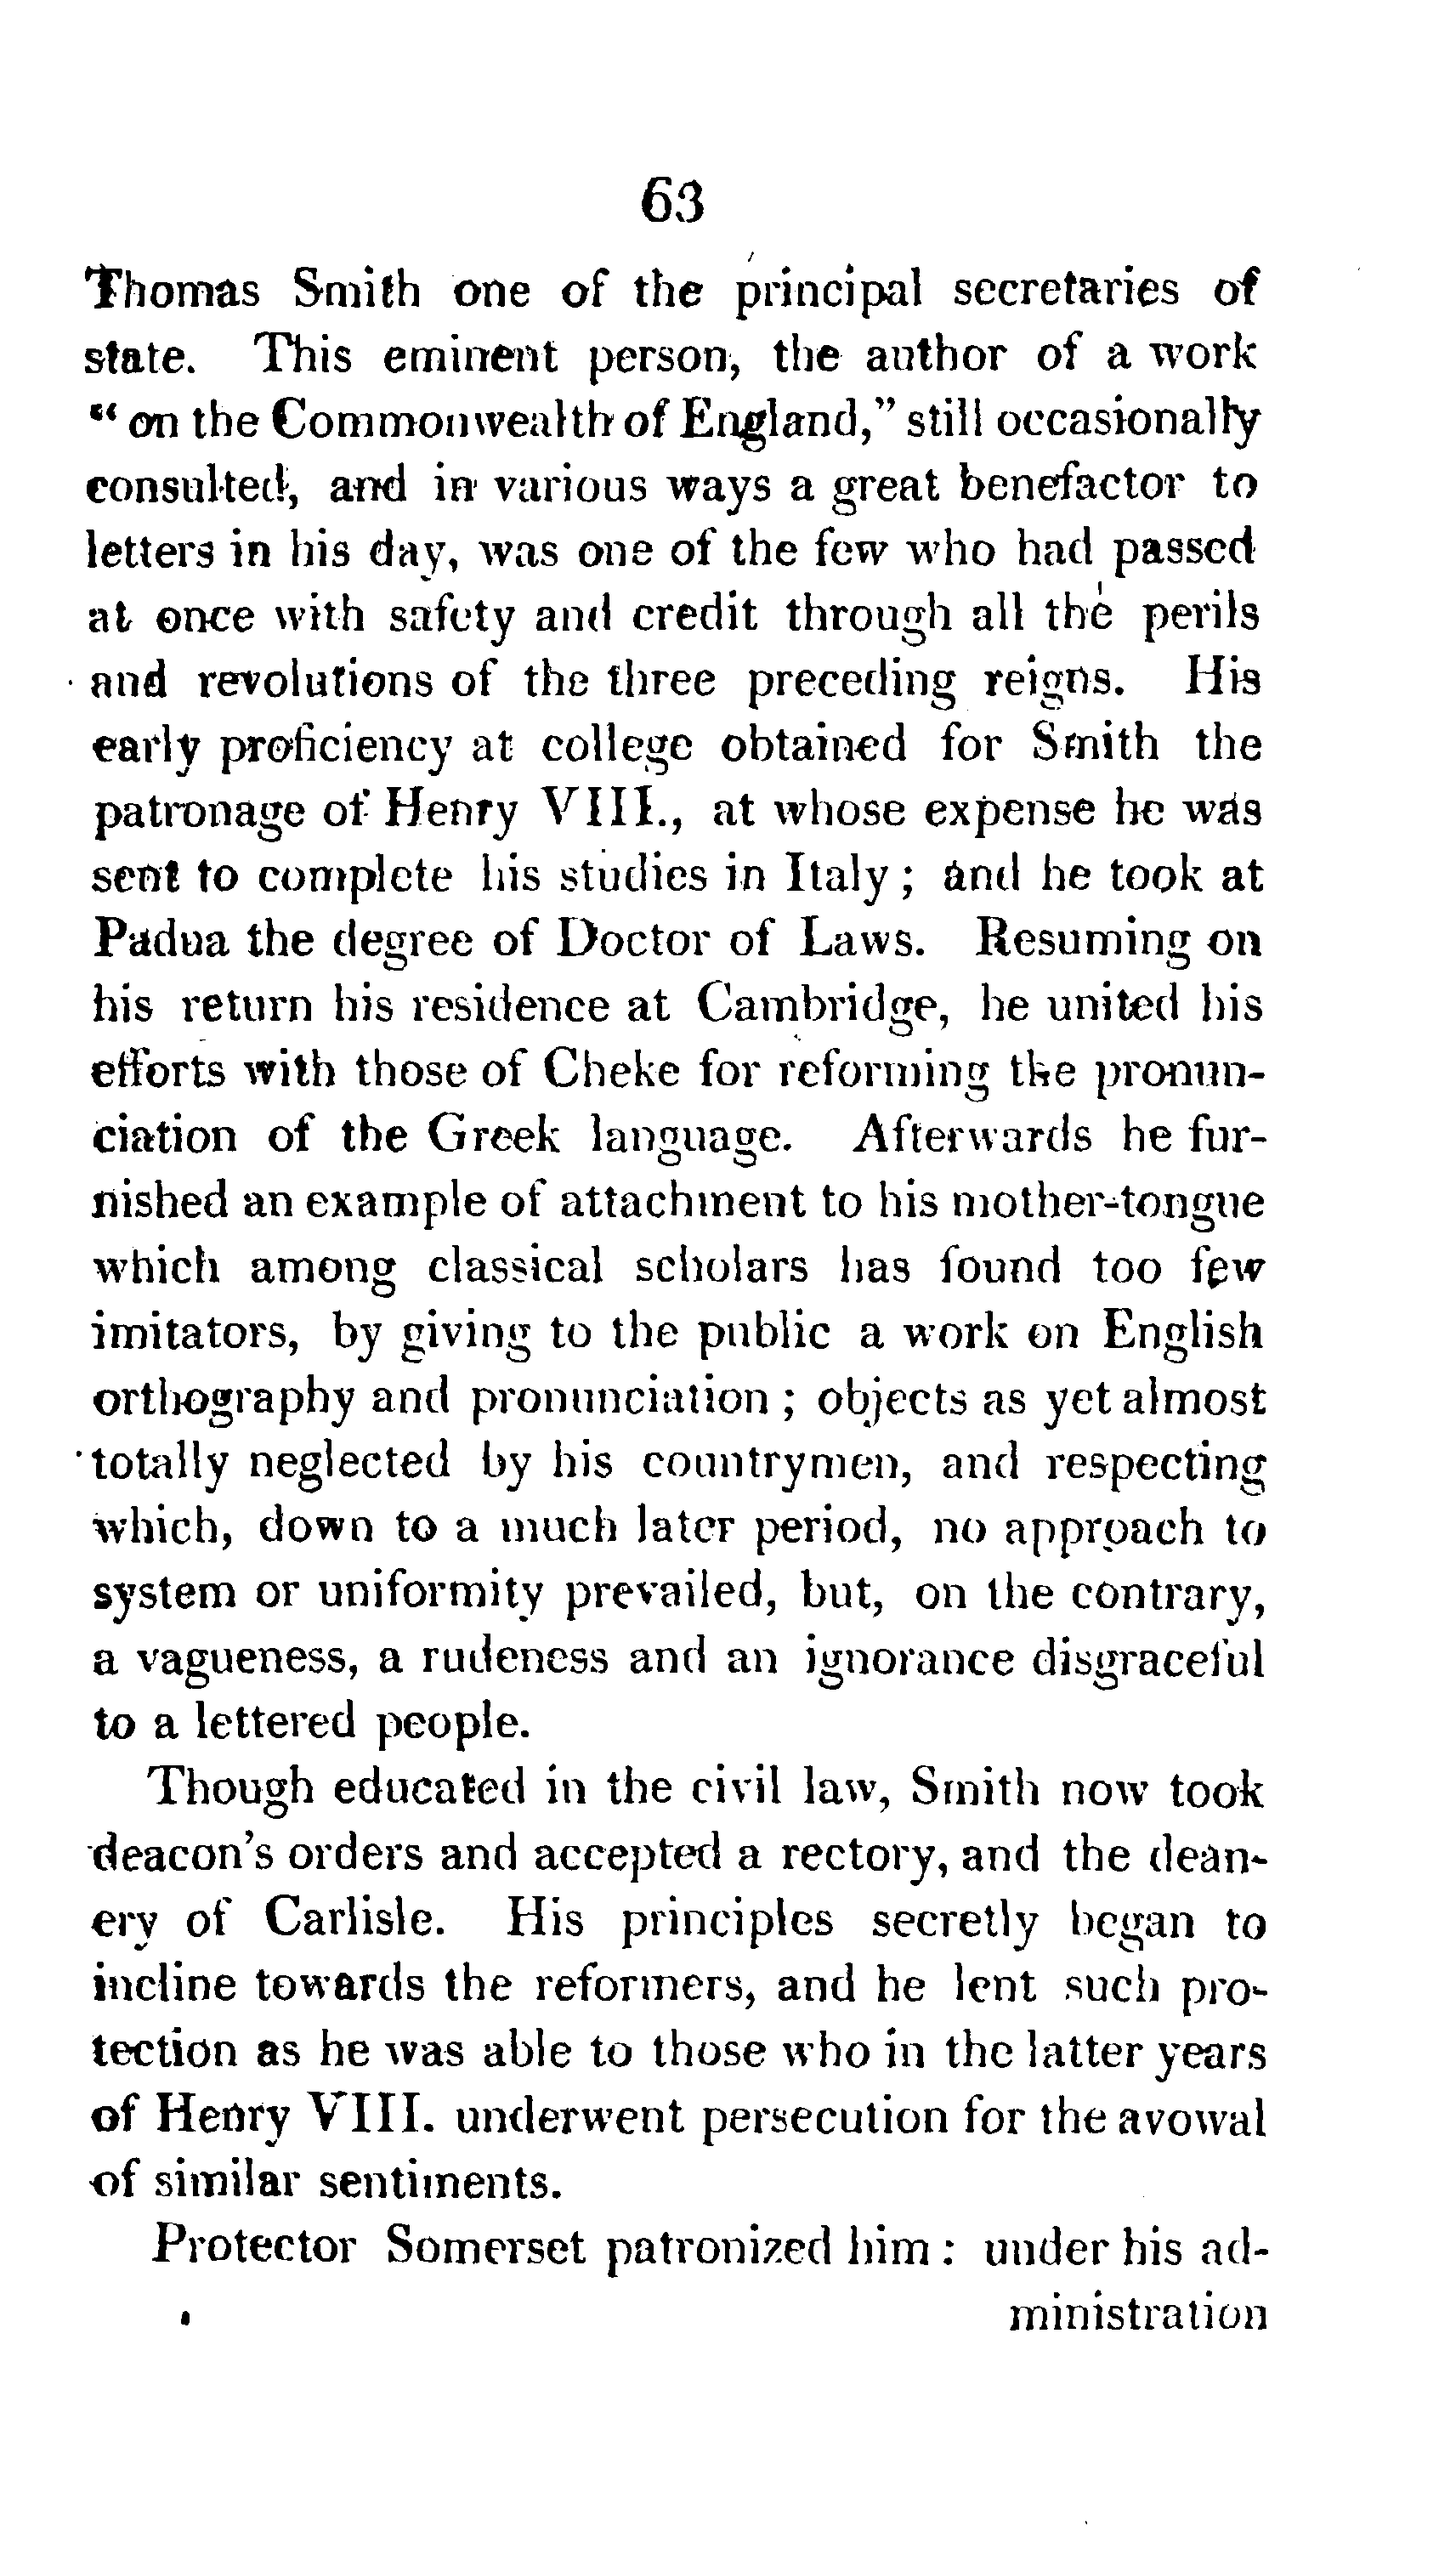 63
Thomas Smith one of the principal secretaries of
state. This eminent person, the author of a work
“ on the Commonwealth of England,” still occasionally
consulted, and in various ways a great benefactor to
letters in his day, was one of the few who had passed
at once with safety and credit through all the perils
and revolutions of the three preceding reigns. His
early proficiency at college obtained for Smith the
patronage of Henry VIII., at whose expense he was
sent to complete his studies in Italy ; and he took at
Padua the degree of Doctor of Laws. Resuming on
his return his residence at Cambridge, he united his
efforts with those of Cheke for reforming the pronun-
ciation of the Greek language. Afterwards he fur-
nished an example of attachment to his mother-tongue
which among classical scholars has found too few
imitators, by giving to the public a work on English
orthography and pronunciation ; objects as yet almost
totally neglected by his countrymen, and respecting
which, down to a much later period, no approach to
system or uniformity prevailed, but, on the contrary,
a vagueness, a rudeness and an ignorance disgraceful
to a lettered people.
Though educated in the civil law, Smith now took
deacon's orders and accepted a rectory, and the dean-
ery of Carlisle. His principles secretly began to
incline towards the reformers, and he lent such pro-
tection as he was able to those who in the latter years
of Henry VIII. underwent persecution for the avowal
of similar sentiments.
Protector Somerset patronized him : under his ad-
ministration